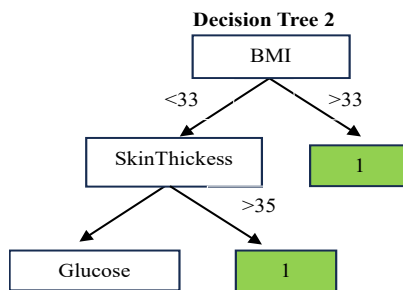 Decision Tree 2
BMI
<33
>33
SkinThickess
1
>35
Glucose
1